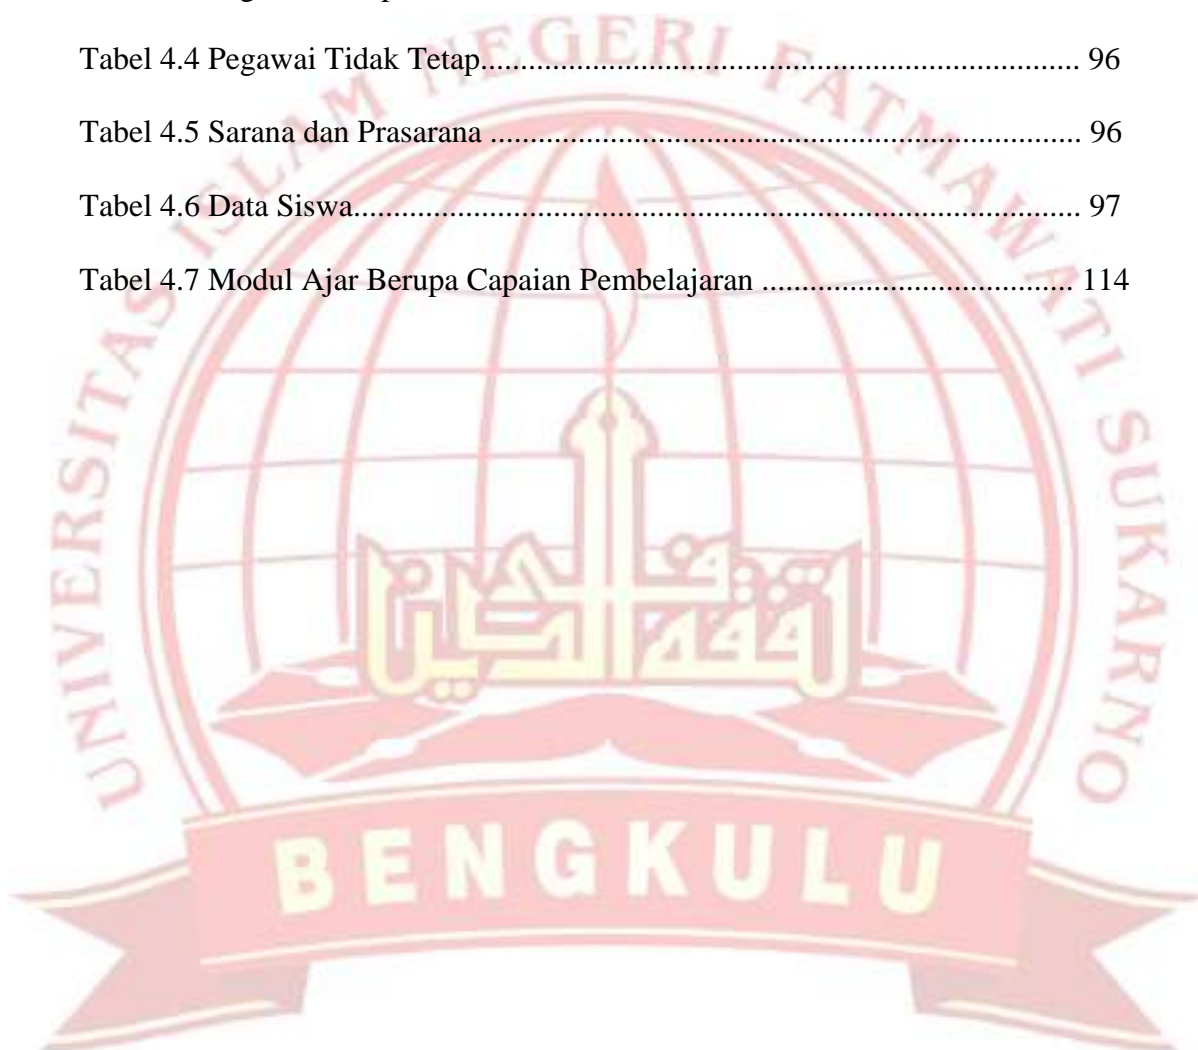 Tabel 4.4 Pegawai Tidak Tetap........................................................................... 96
Tabel 4.5 Sarana dan Prasarana .......................................................................... 96
Tabel 4.6 Data Siswa........................................................................................... 97
Tabel 4.7 Modul Ajar Berupa Capaian Pembelajaran ....................................... 114
UNIVERSITAS ISLAM NEGERI FATMAWATI SUKARNO
BENGKULU